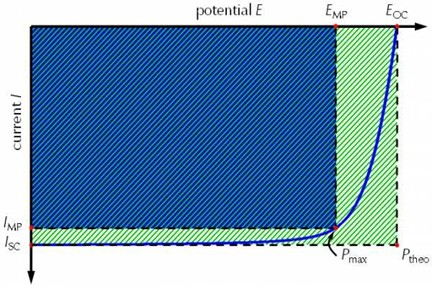 potential E
E_MP
E_OC
current I
I_MP
I_SC
P_max
P_theo